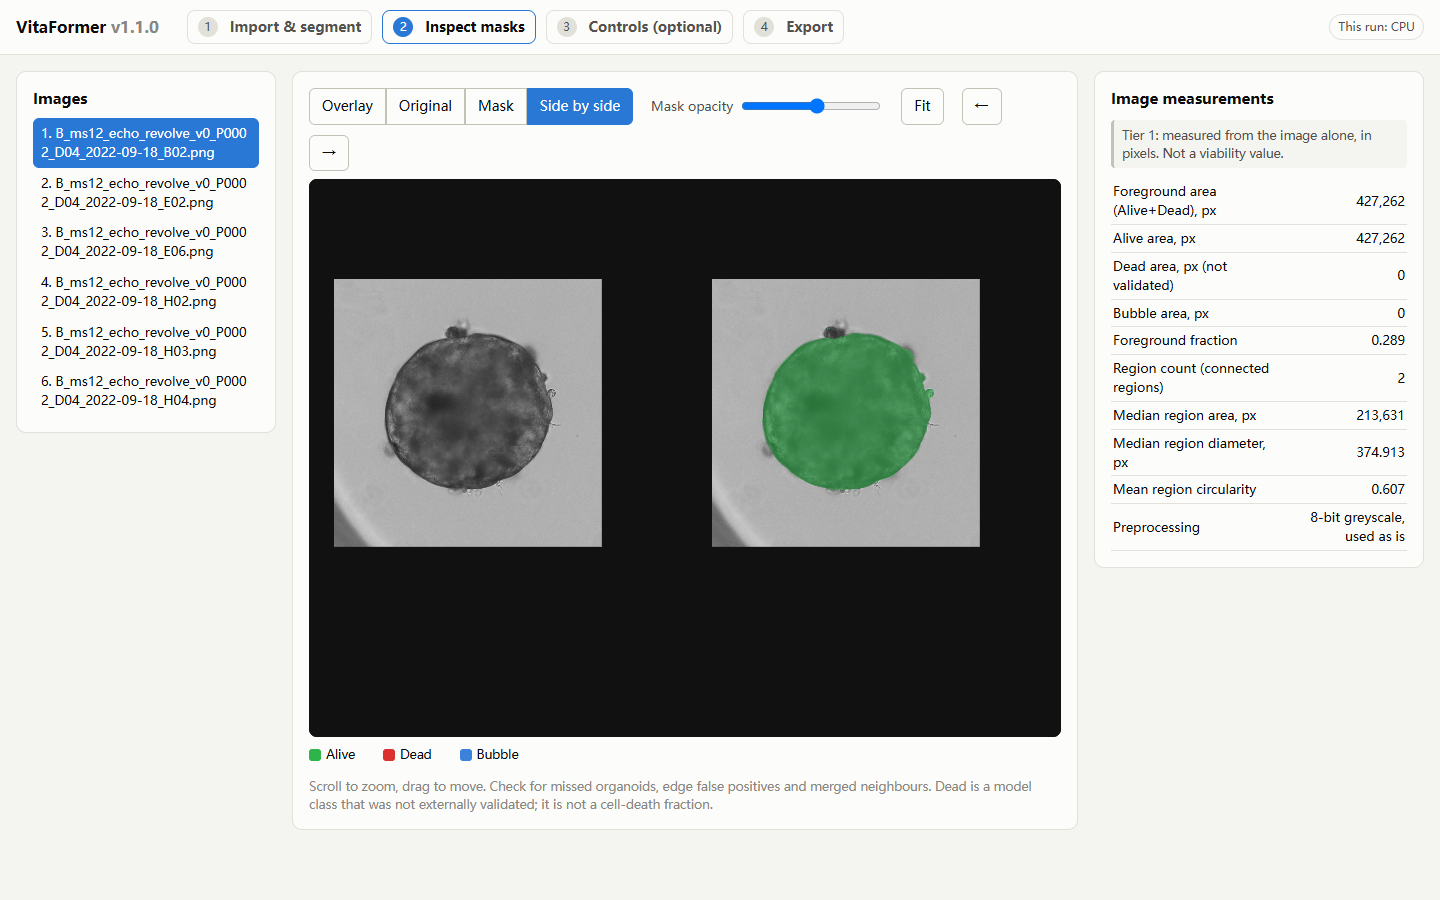 VitaFormer v1.1.0
1 Import & segment
2 Inspect masks
3 Controls (optional)
4 Export
This run: CPU
Images
1. B_ms12_echo_revolve_v0_P000
2_D04_2022-09-18_B02.png
2. B_ms12_echo_revolve_v0_P000
2_D04_2022-09-18_E02.png
3. B_ms12_echo_revolve_v0_P000
2_D04_2022-09-18_E06.png
4. B_ms12_echo_revolve_v0_P000
2_D04_2022-09-18_H02.png
5. B_ms12_echo_revolve_v0_P000
2_D04_2022-09-18_H03.png
6. B_ms12_echo_revolve_v0_P000
2_D04_2022-09-18_H04.png
Overlay
Original
Mask
Side by side
Mask opacity
Fit
←
→
Alive
Dead
Bubble
Scroll to zoom, drag to move. Check for missed organoids, edge false positives and merged neighbours. Dead is a model
class that was not externally validated; it is not a cell-death fraction.
Image measurements
Tier 1: measured from the image alone, in
pixels. Not a viability value.
Foreground area
(Alive+Dead), px
427,262
Alive area, px 427,262
Dead area, px (not
validated)
0
Bubble area, px 0
Foreground fraction 0.289
Region count (connected
regions)
2
Median region area, px 213,631
Median region diameter,
px
374.913
Mean region circularity 0.607
Preprocessing
8-bit greyscale,
used as is